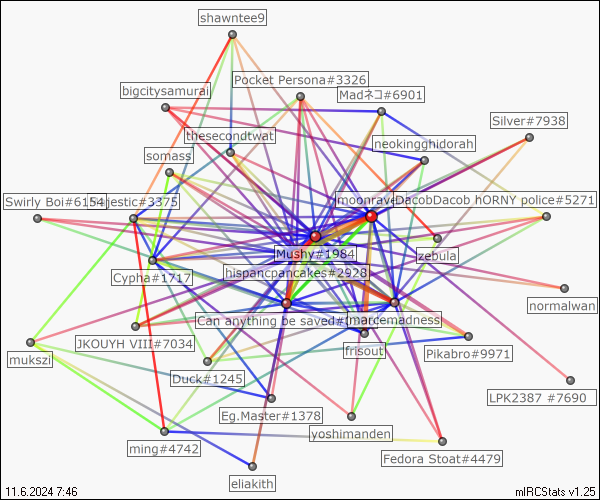 shawntee9
Pocket Persona#3326
bigcitysamurai
Madネコ#6901
Silver#7938
thesecondtwat
neokingghidorah
somass
Swirly Boi#6154
jestic#3375
moonrav
DacobDacob
hORNY police#5271
Mushy#1984
zebula
Cypha#1717
hispancpancakes#2928
normalwan
Can anything be saved#
marcemadness
JKOUYH VIII#7034
frisout
Pikabro#9971
mukszi
Duck#1245
LPK2387 #7690
Eg.Master#1378
yoshimanden
ming#4742
Fedora Stoat#4479
eliakith
11.6.2024 7:46
mIRCStats v1.25